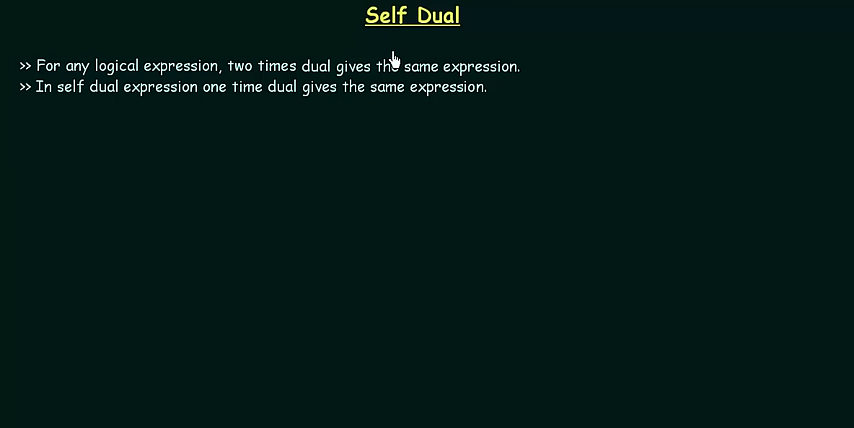 Self Dual
>> For any logical expression, two times dual gives the same expression.
>> In self dual expression one time dual gives the same expression.